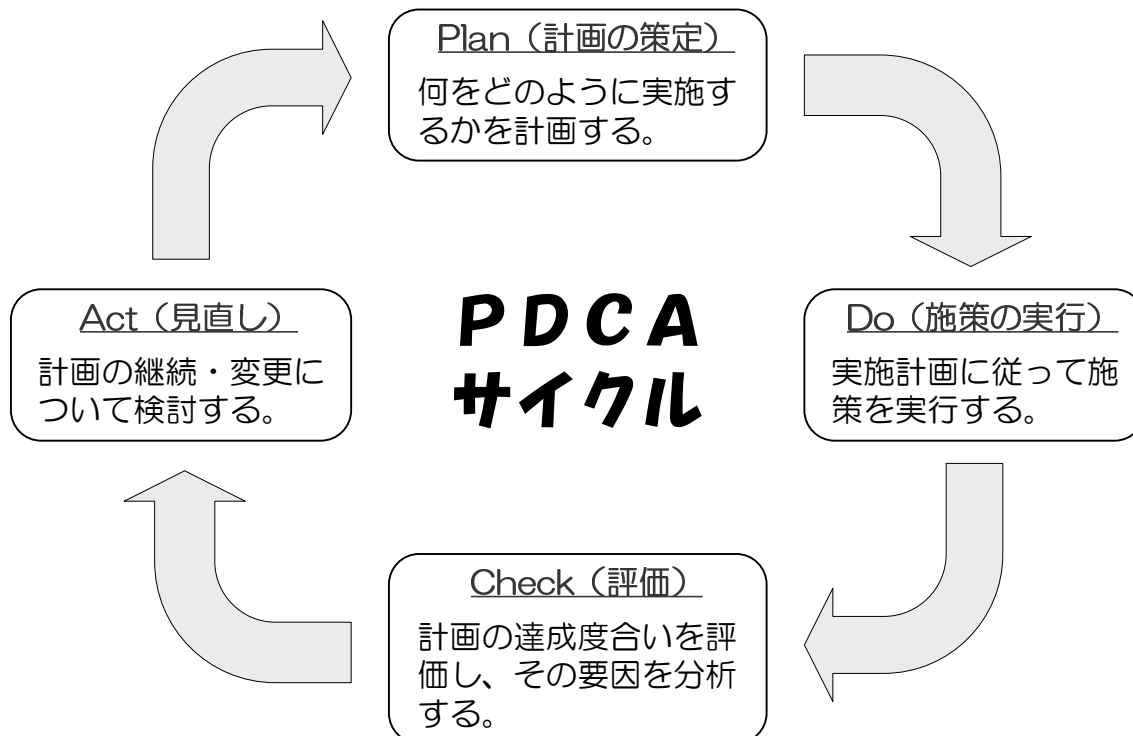 Plan（計画の策定）
何をどのように実施す
るかを計画する。
PDCA
サイクル
Act（見直し）
計画の継続・変更に
ついて検討する。
Do（施策の実行）
実施計画に従って施
策を実行する。
Check（評価）
計画の達成度合いを評
価し、その要因を分析
する。